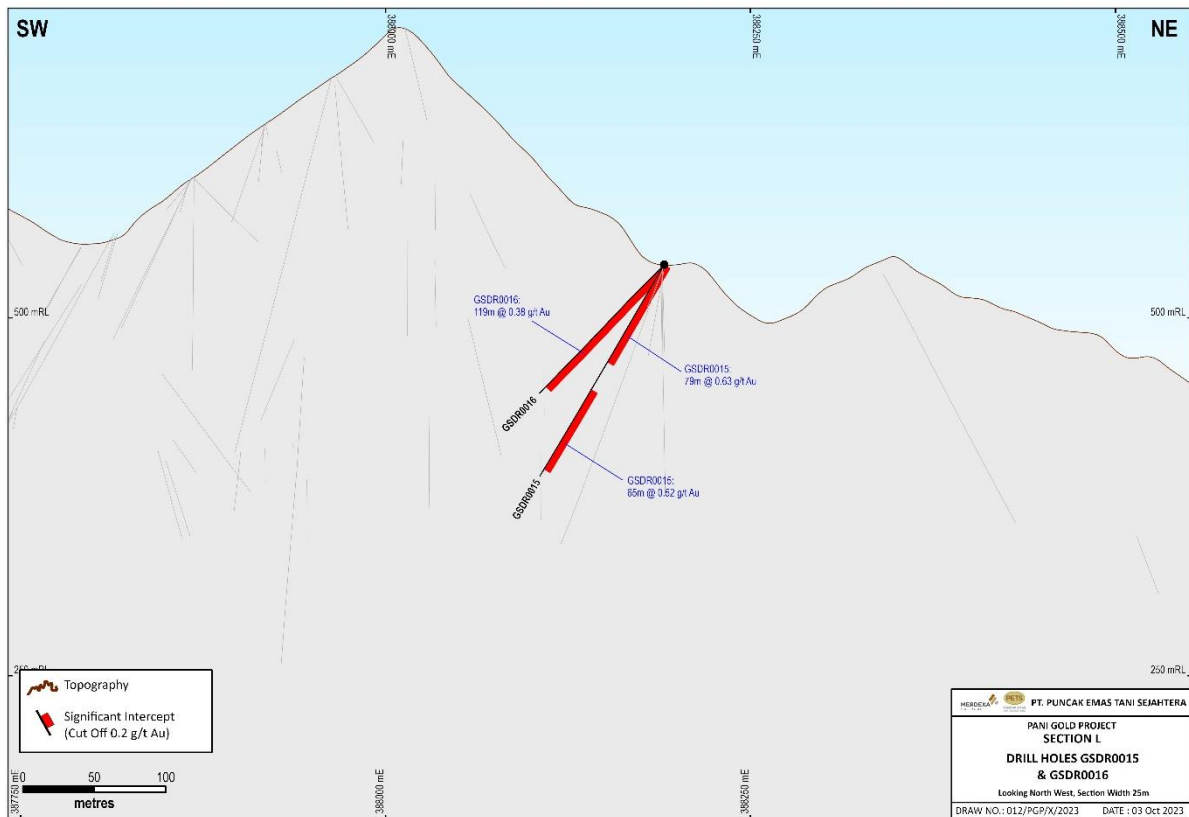 SW
388000 mE
388250 mE
388500 mE
NE
500 mRL
500 mRL
GSDR0016:
119m @ 0.38 g/t Au
GSDR0015:
79m @ 0.63 g/t Au
GSDR0016
GSDR0015:
65m @ 0.52 g/t Au
GSDR0015
250 mRL
250 mRL
Topography
Significant Intercept
(Cut Off 0.2 g/t Au)
0 50 100
metres
387750 mE
388000 mE
388250 mE
MERDEKA
PETS
PT. PUNCAK EMAS TANI SEJAHTERA
PANI GOLD PROJECT
SECTION L
DRILL HOLES GSDR0015
& GSDR0016
Looking North West, Section Width 25m
DRAW NO.: 012/PGP/X/2023 DATE : 03 Oct 2023